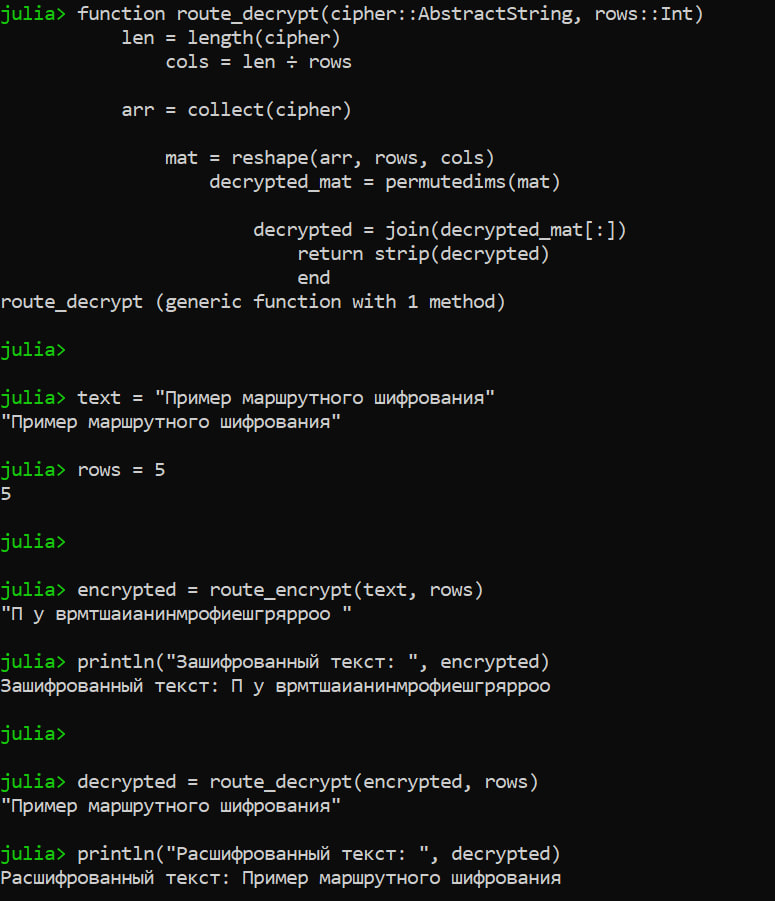 julia> function route_decrypt(cipher::AbstractString, rows::Int)
len = length(cipher)
cols = len ÷ rows
arr = collect(cipher)
mat = reshape(arr, rows, cols)
decrypted_mat = permutedims(mat)
decrypted = join(decrypted_mat[:])
return strip(decrypted)
end
route_decrypt (generic function with 1 method)
julia>
julia> text = "Пример маршрутного шифрования"
"Пример маршрутного шифрования"
julia> rows = 5
5
julia>
julia> encrypted = route_encrypt(text, rows)
"П у врмтшаианинмрофиешгрярроо "
julia> println("Зашифрованный текст: ", encrypted)
Зашифрованный текст: П у врмтшаианинмрофиешгрярроо
julia>
julia> decrypted = route_decrypt(encrypted, rows)
"Пример маршрутного шифрования"
julia> println("Расшифрованный текст: ", decrypted)
Расшифрованный текст: Пример маршрутного шифрования